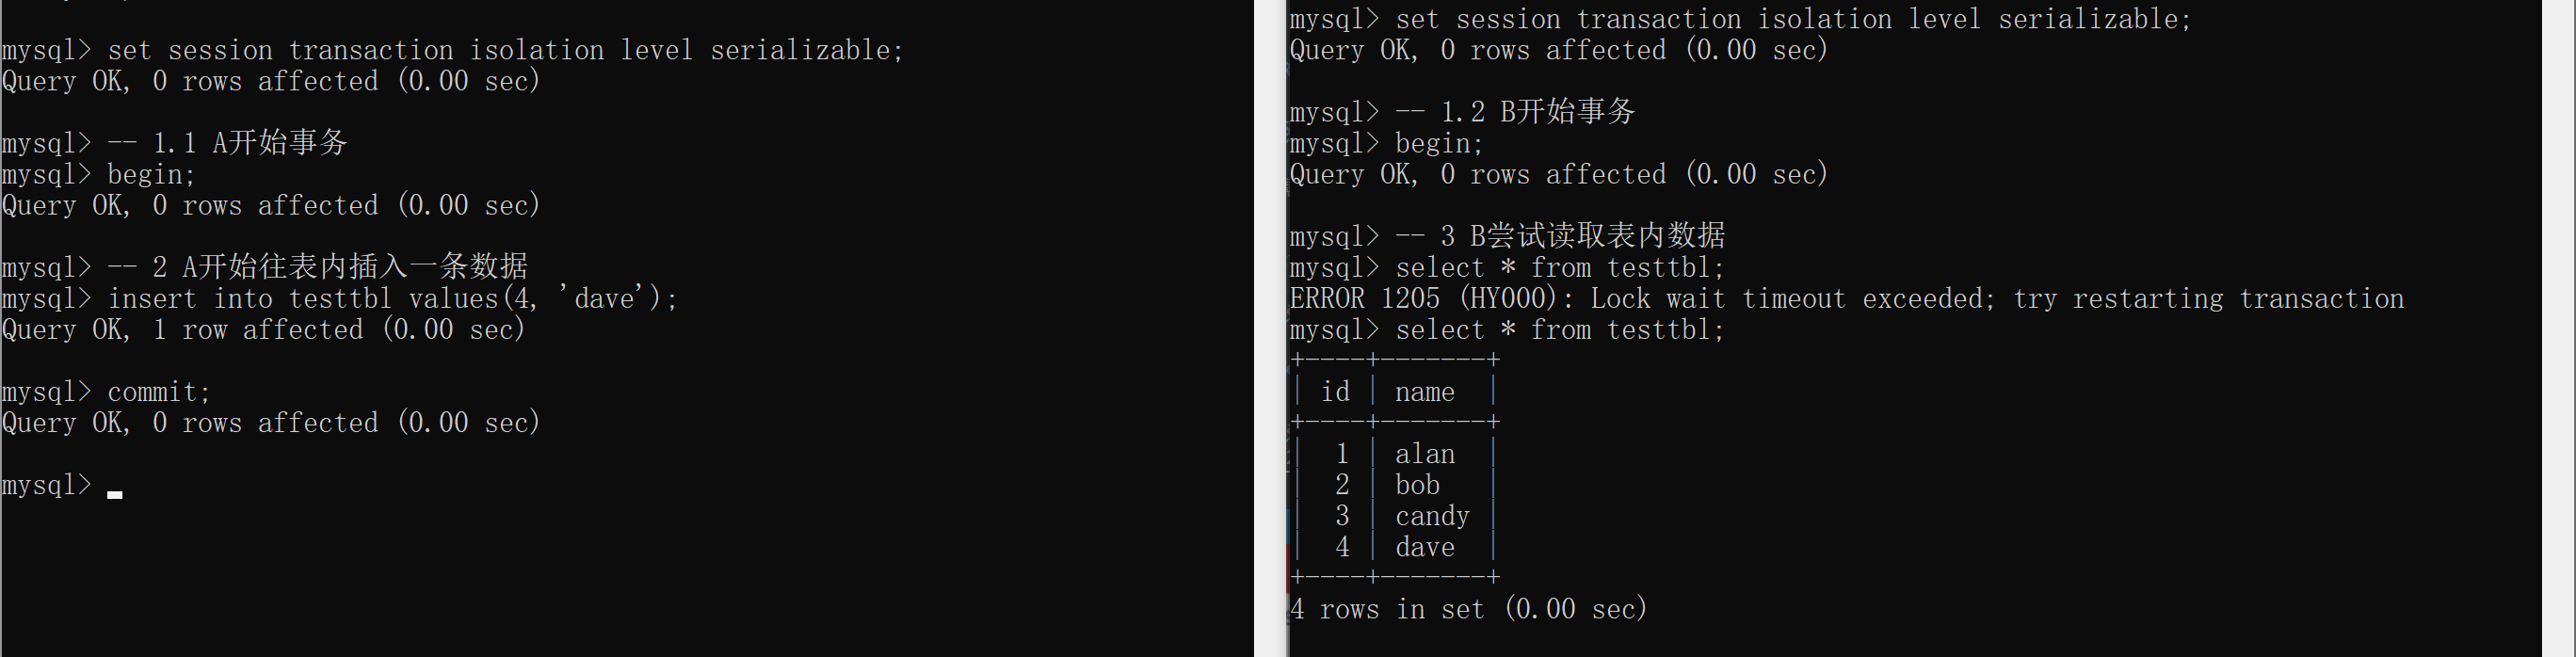 mysql> set session transaction isolation level serializable;
Query OK, 0 rows affected (0.00 sec)
mysql> -- 1.1 A开始事务
mysql> begin;
Query OK, 0 rows affected (0.00 sec)
mysql> -- 2 A开始往表内插入一条数据
mysql> insert into testtbl values(4, 'dave');
Query OK, 1 row affected (0.00 sec)
mysql> commit;
Query OK, 0 rows affected (0.00 sec)
mysql>
mysql> set session transaction isolation level serializable;
Query OK, 0 rows affected (0.00 sec)
mysql> -- 1.2 B开始事务
mysql> begin;
Query OK, 0 rows affected (0.00 sec)
mysql> -- 3 B尝试读取表内数据
mysql> select * from testtbl;
ERROR 1205 (HY000): Lock wait timeout exceeded; try restarting transaction
mysql> select * from testtbl;
+----+-------+
| id | name  |
+----+-------+
|  1 | alan  |
|  2 | bob   |
|  3 | candy |
|  4 | dave  |
+----+-------+
4 rows in set (0.00 sec)